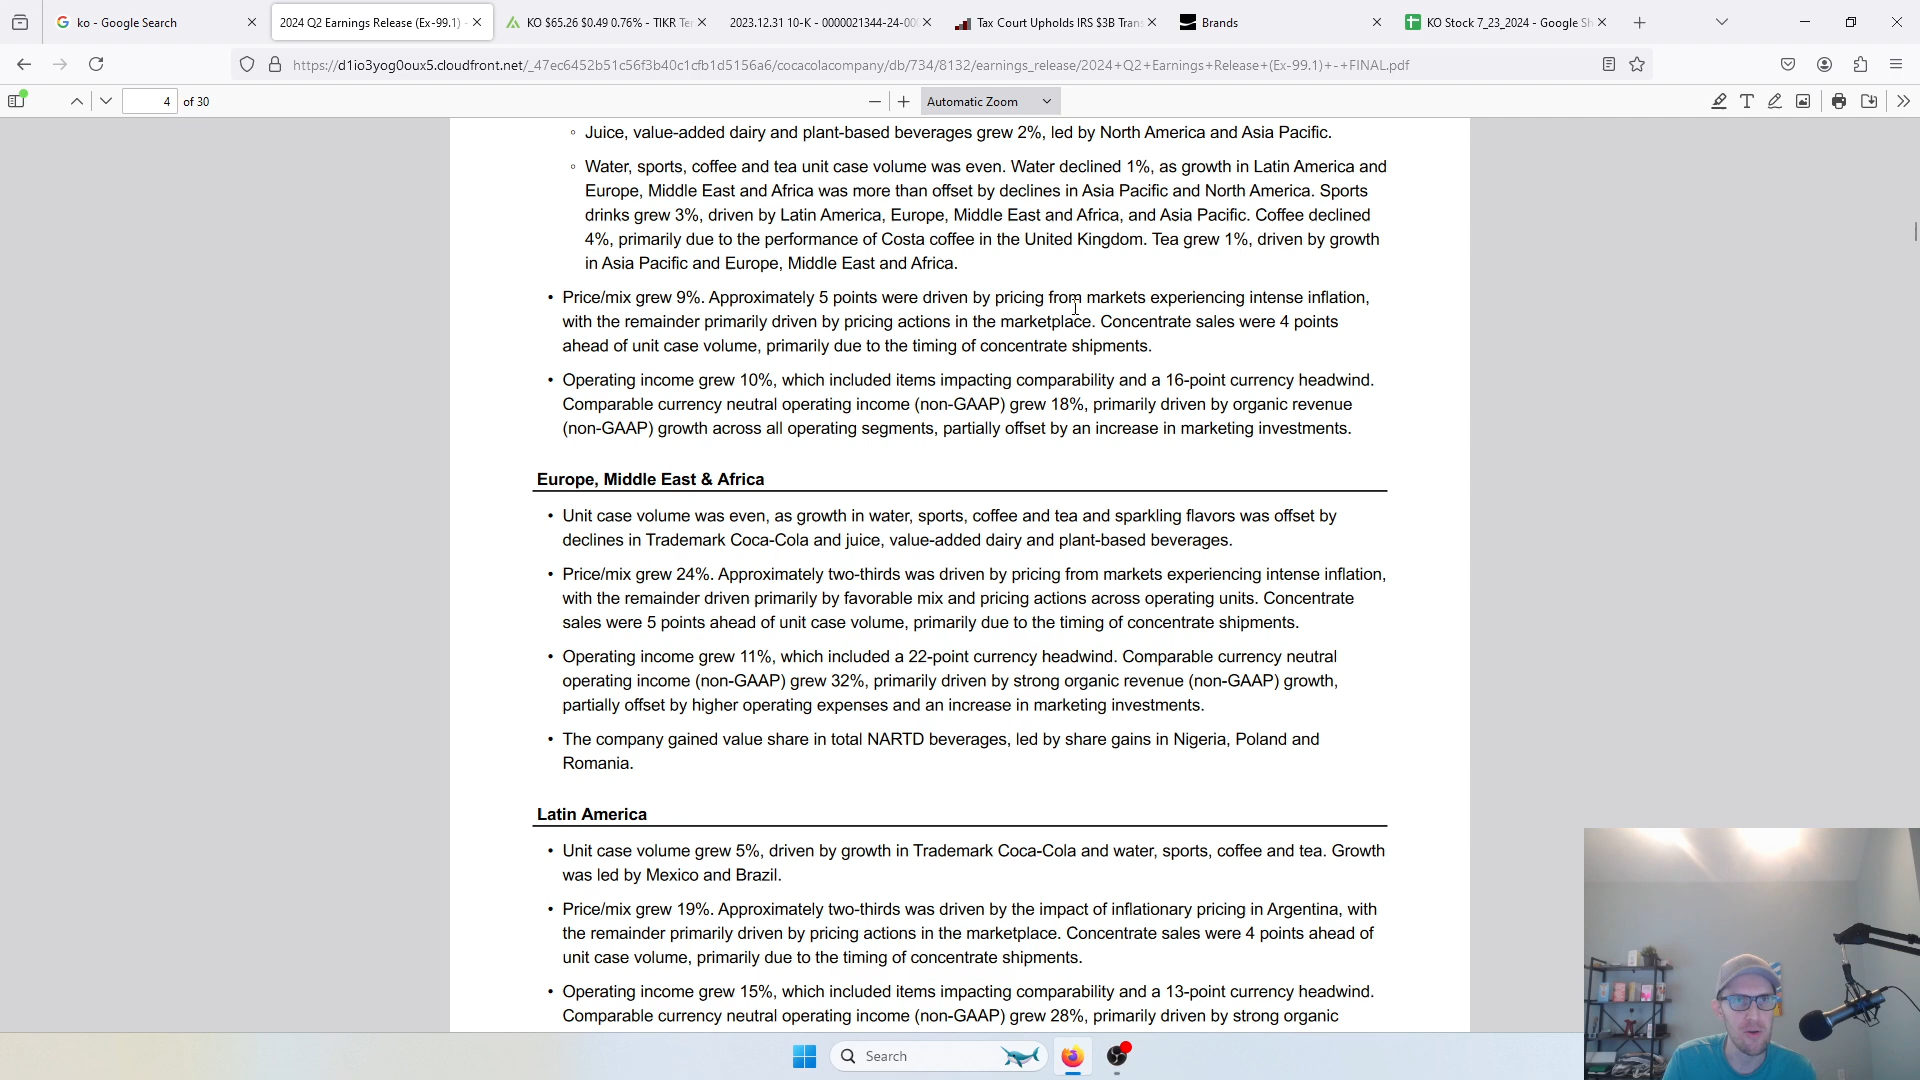 ko - Google Search
2024 Q2 Earnings Release (Ex-99.1) -
KO $65.26 $0.49 0.76% - TIKR Te
2023.12.31 10-K - 0000021344-24-00
Tax Court Upholds IRS $3B Trans
Brands
KO Stock 7_23_2024 - Google Sh
https://d1io3yog0oux5.cloudfront.net/_47ec6452b51c56f3b40c1cfb1d5156a6/cocacolacompany/db/734/8132/earnings_release/2024+Q2+Earnings+Release+(Ex-99.1)+-+FINAL.pdf
4 of 30
Automatic Zoom
◦ Juice, value-added dairy and plant-based beverages grew 2%, led by North America and Asia Pacific.
◦ Water, sports, coffee and tea unit case volume was even. Water declined 1%, as growth in Latin America and
Europe, Middle East and Africa was more than offset by declines in Asia Pacific and North America. Sports
drinks grew 3%, driven by Latin America, Europe, Middle East and Africa, and Asia Pacific. Coffee declined
4%, primarily due to the performance of Costa coffee in the United Kingdom. Tea grew 1%, driven by growth
in Asia Pacific and Europe, Middle East and Africa.
• Price/mix grew 9%. Approximately 5 points were driven by pricing from markets experiencing intense inflation,
with the remainder primarily driven by pricing actions in the marketplace. Concentrate sales were 4 points
ahead of unit case volume, primarily due to the timing of concentrate shipments.
• Operating income grew 10%, which included items impacting comparability and a 16-point currency headwind.
Comparable currency neutral operating income (non-GAAP) grew 18%, primarily driven by organic revenue
(non-GAAP) growth across all operating segments, partially offset by an increase in marketing investments.
Europe, Middle East & Africa
• Unit case volume was even, as growth in water, sports, coffee and tea and sparkling flavors was offset by
declines in Trademark Coca-Cola and juice, value-added dairy and plant-based beverages.
• Price/mix grew 24%. Approximately two-thirds was driven by pricing from markets experiencing intense inflation,
with the remainder driven primarily by favorable mix and pricing actions across operating units. Concentrate
sales were 5 points ahead of unit case volume, primarily due to the timing of concentrate shipments.
• Operating income grew 11%, which included a 22-point currency headwind. Comparable currency neutral
operating income (non-GAAP) grew 32%, primarily driven by strong organic revenue (non-GAAP) growth,
partially offset by higher operating expenses and an increase in marketing investments.
• The company gained value share in total NARTD beverages, led by share gains in Nigeria, Poland and
Romania.
Latin America
• Unit case volume grew 5%, driven by growth in Trademark Coca-Cola and water, sports, coffee and tea. Growth
was led by Mexico and Brazil.
• Price/mix grew 19%. Approximately two-thirds was driven by the impact of inflationary pricing in Argentina, with
the remainder primarily driven by pricing actions in the marketplace. Concentrate sales were 4 points ahead of
unit case volume, primarily due to the timing of concentrate shipments.
• Operating income grew 15%, which included items impacting comparability and a 13-point currency headwind.
Comparable currency neutral operating income (non-GAAP) grew 28%, primarily driven by strong organic
Search